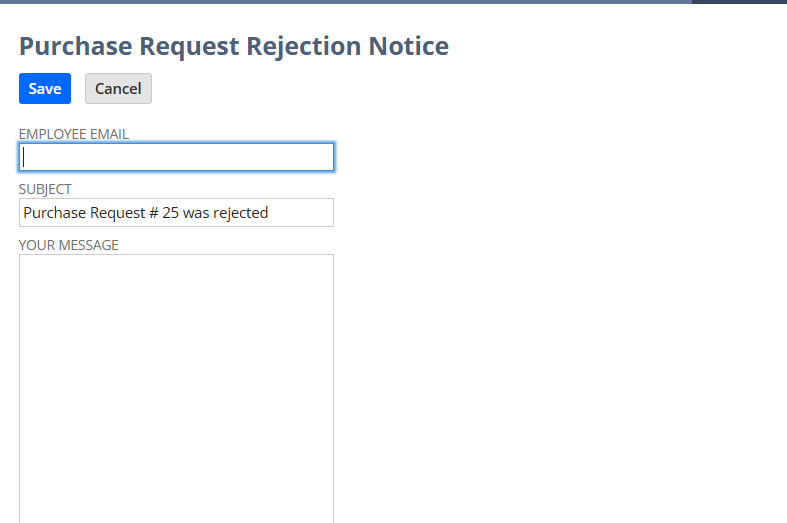 Purchase Request Rejection Notice
Save Cancel
EMPLOYEE EMAIL
SUBJECT
Purchase Request # 25 was rejected
YOUR MESSAGE